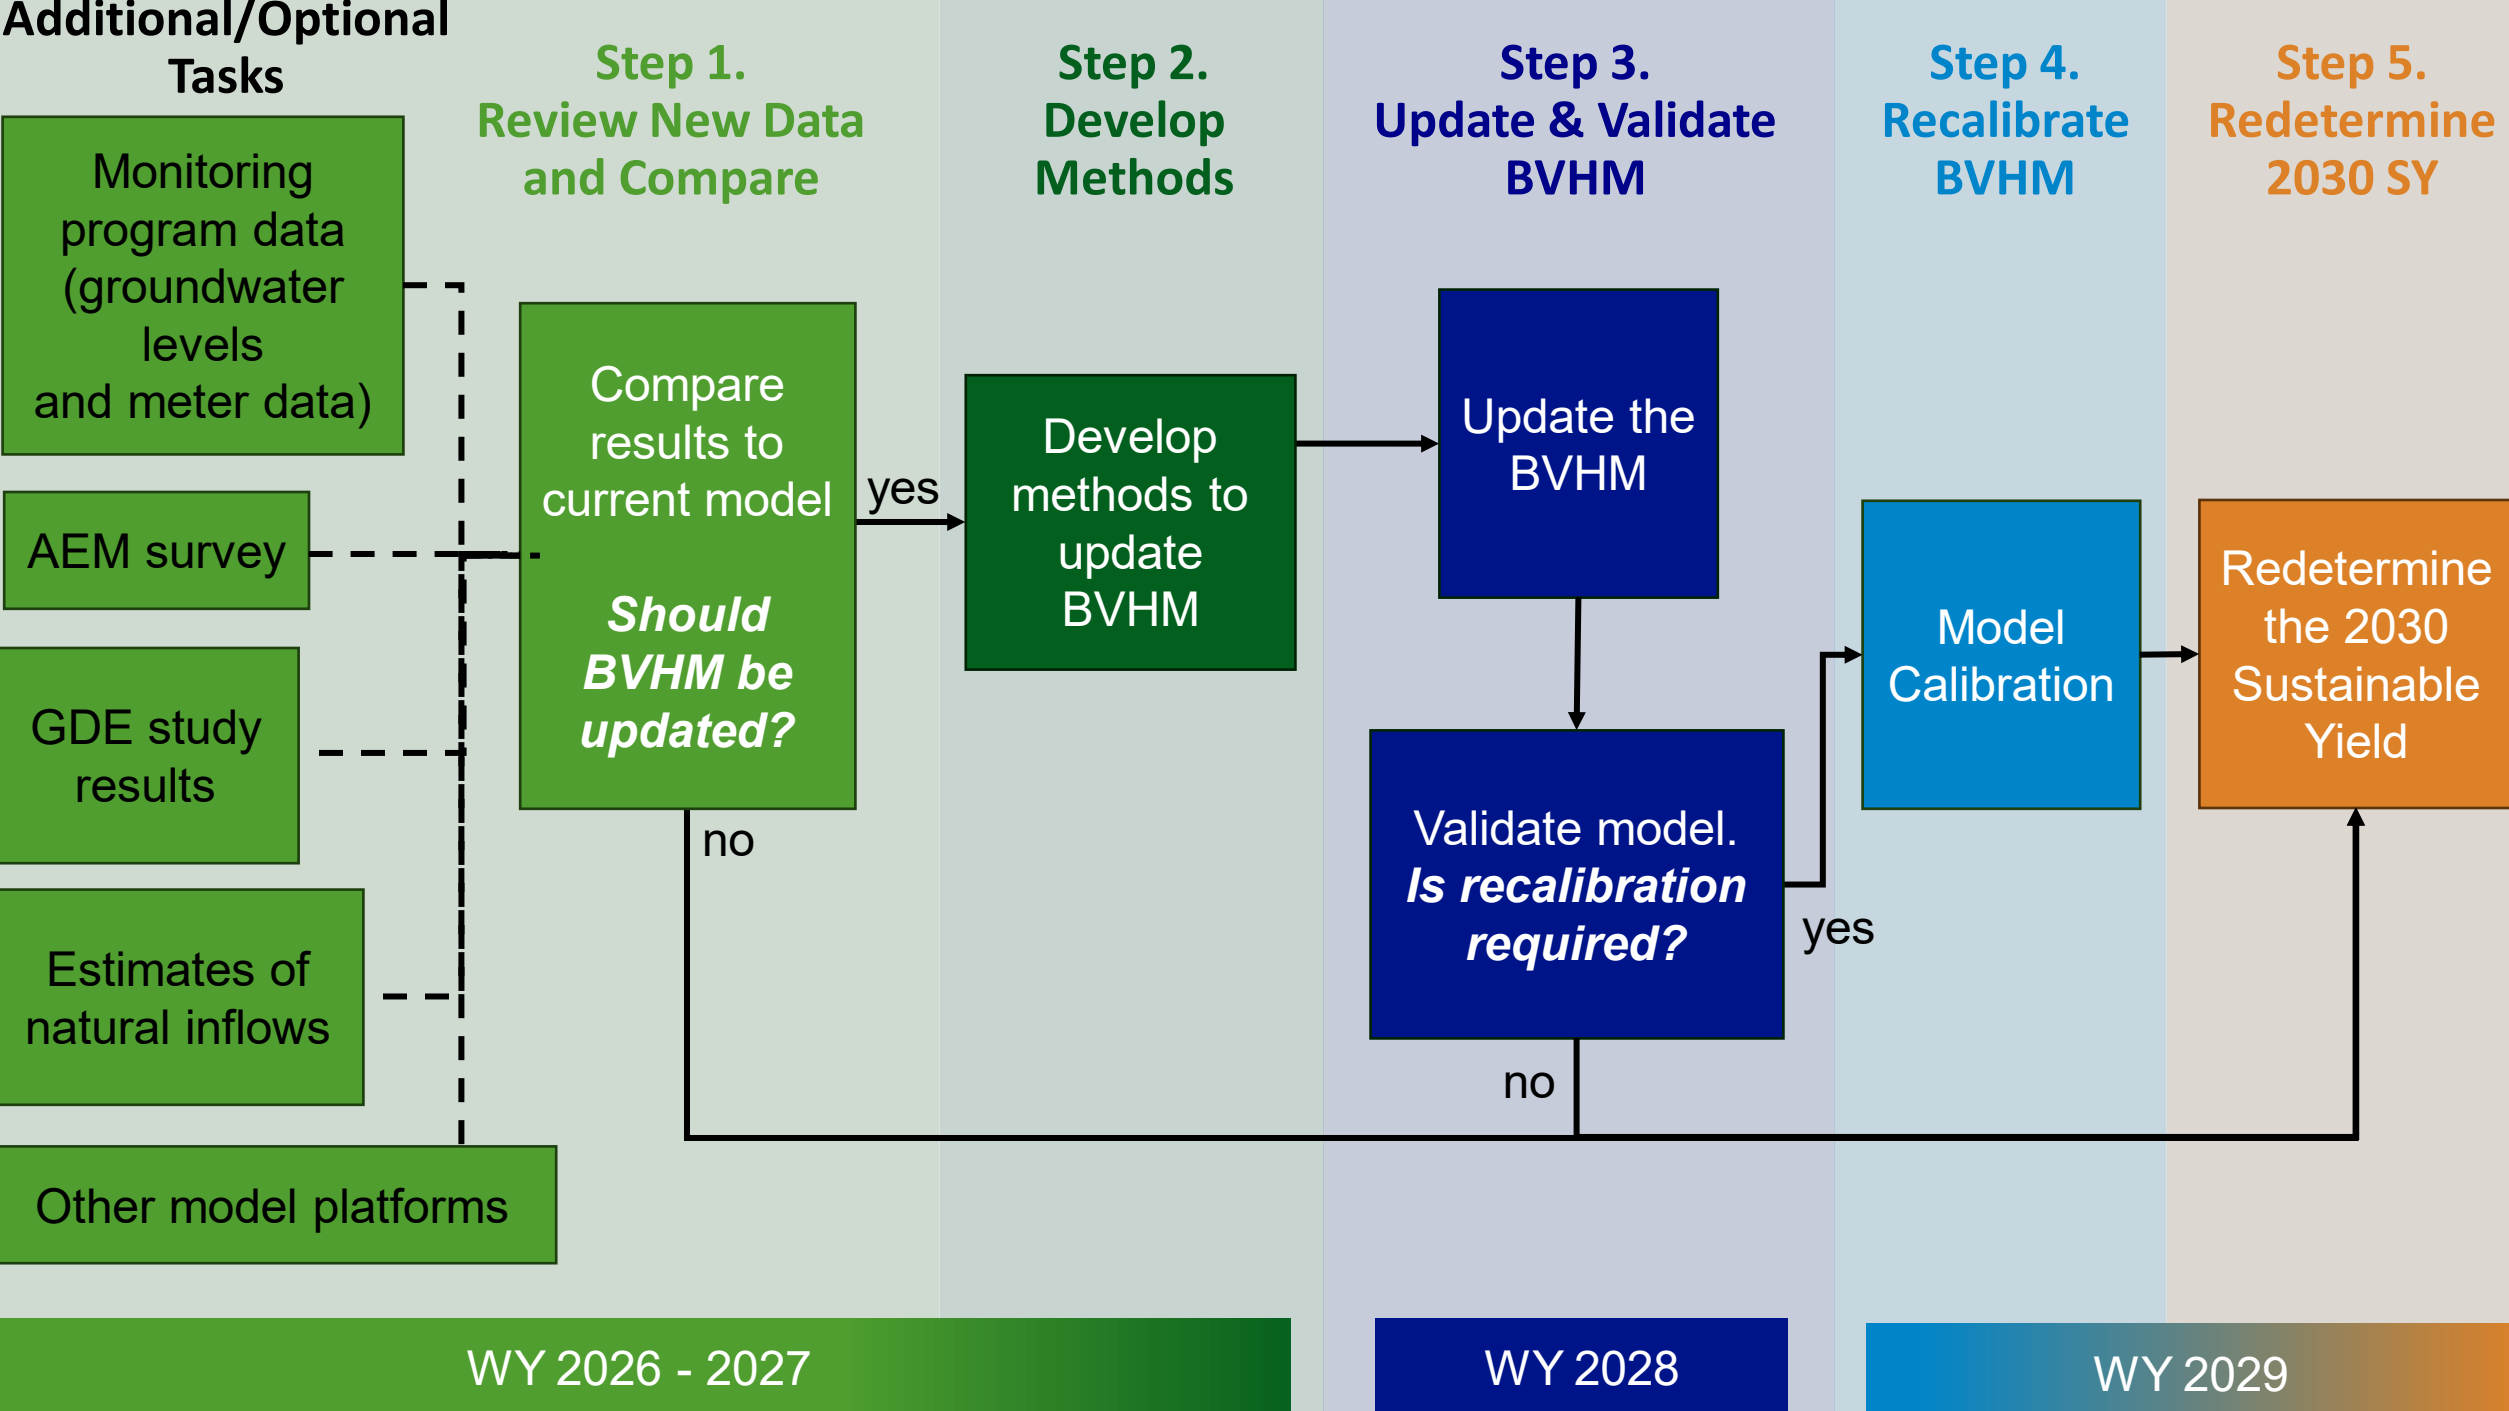 Additional/Optional
Tasks
Step 1.
Review New Data
and Compare
Step 2.
Develop
Methods
Step 3.
Update & Validate
BVHM
Step 4.
Recalibrate
BVHM
Step 5.
Redetermine
2030 SY
Monitoring
program data
(groundwater
levels
and meter data)
AEM survey
GDE study
results
Estimates of
natural inflows
Other model platforms
Compare
results to
current model
Should
BVHM be
updated?
yes
no
Develop
methods to
update
BVHM
Update the
BVHM
Validate model.
Is recalibration
required?
yes
no
Model
Calibration
Redetermine
the 2030
Sustainable
Yield
WY 2026 - 2027
WY 2028
WY 2029